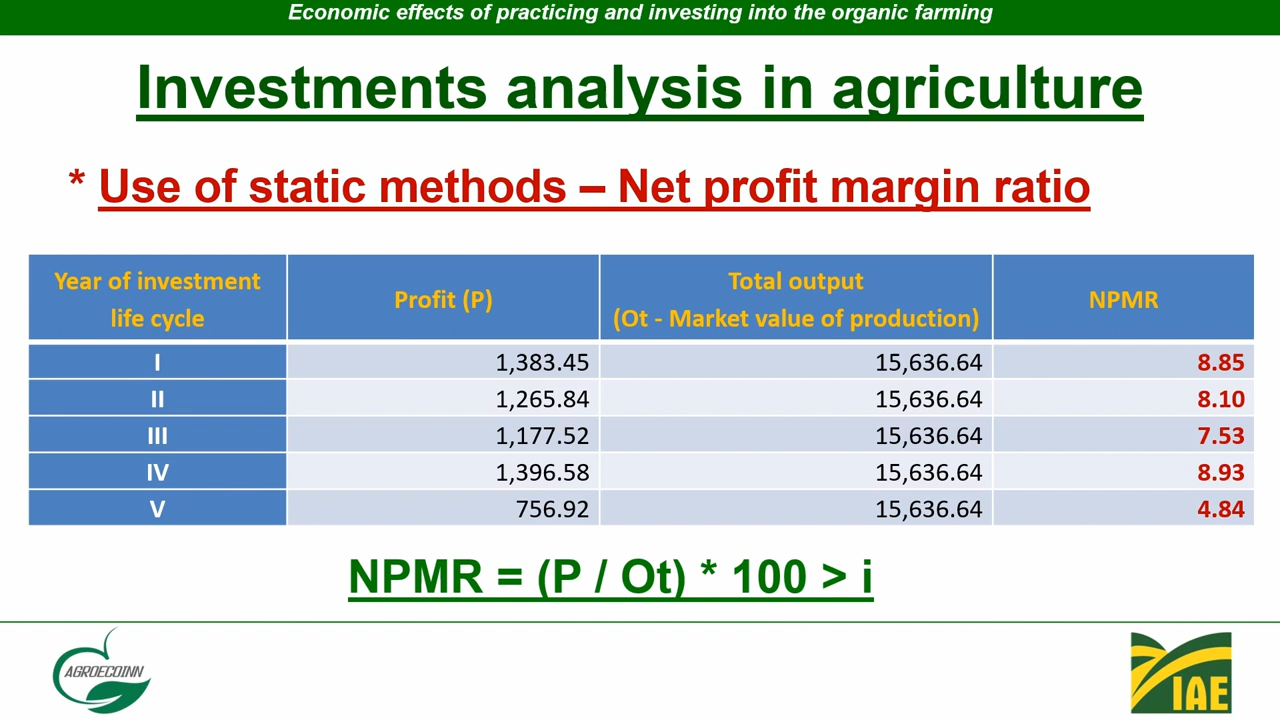 Economic effects of practicing and investing into the organic farming
Investments analysis in agriculture
* Use of static methods – Net profit margin ratio
Year of investment life cycle Profit (P) Total output (Ot - Market value of production) NPMR
I 1,383.45 15,636.64 8.85
II 1,265.84 15,636.64 8.10
III 1,177.52 15,636.64 7.53
IV 1,396.58 15,636.64 8.93
V 756.92 15,636.64 4.84
NPMR = (P / Ot) * 100 > i
AGROECOINN
IAE